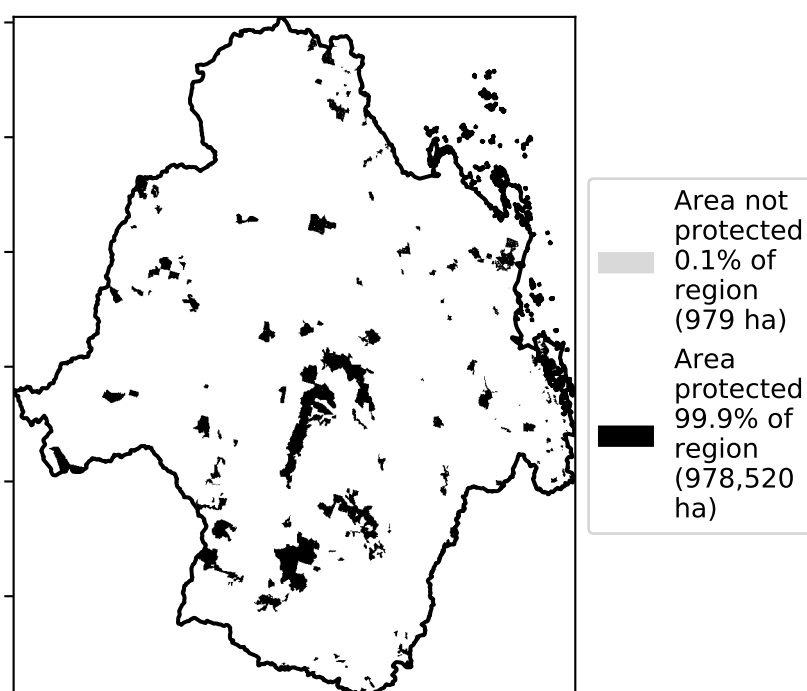 Area not
protected
0.1% of
region
(979 ha)
Area
protected
99.9% of
region
(978,520
ha)